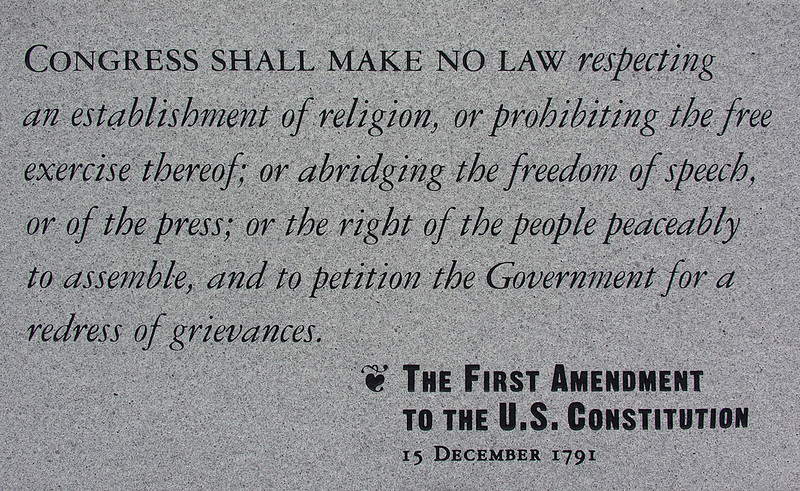 CONGRESS SHALL MAKE NO LAW respecting
an establishment of religion, or prohibiting the free
exercise thereof; or abridging the freedom of speech,
or of the press; or the right of the people peaceably
to assemble, and to petition the Government for a
redress of grievances.
❦ THE FIRST AMENDMENT
TO THE U.S. CONSTITUTION
15 DECEMBER 1791